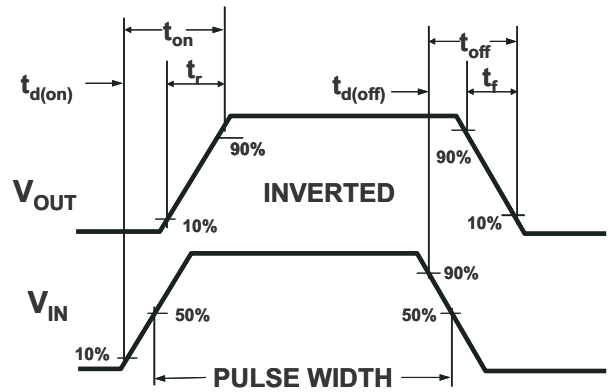 t_on
t_off
t_d(on)
t_r
t_d(off)
t_f
90%
90%
V_OUT
INVERTED
10%
10%
90%
V_IN
50%
50%
10%
PULSE WIDTH